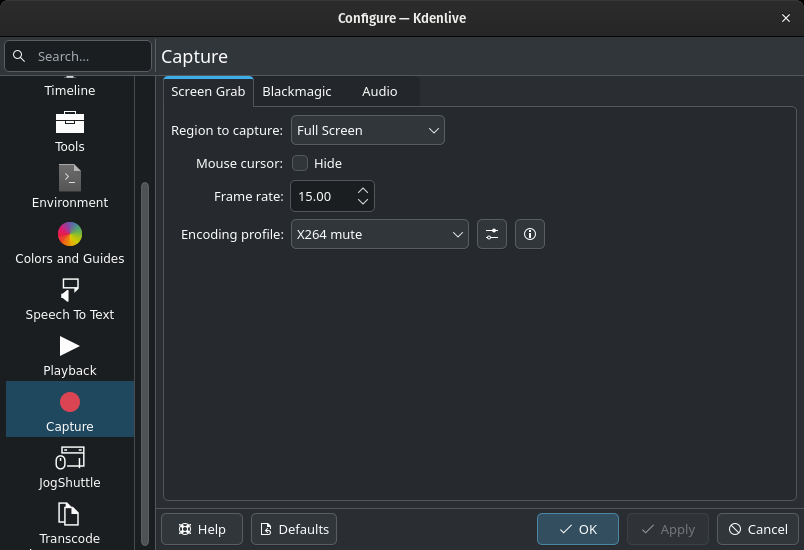 Configure — Kdenlive
Search...
Capture
Timeline
Tools
Environment
Colors and Guides
Speech To Text
Playback
Capture
JogShuttle
Transcode
Screen Grab
Blackmagic
Audio
Region to capture: Full Screen
Mouse cursor: Hide
Frame rate: 15.00
Encoding profile: X264 mute
Help
Defaults
OK
Apply
Cancel